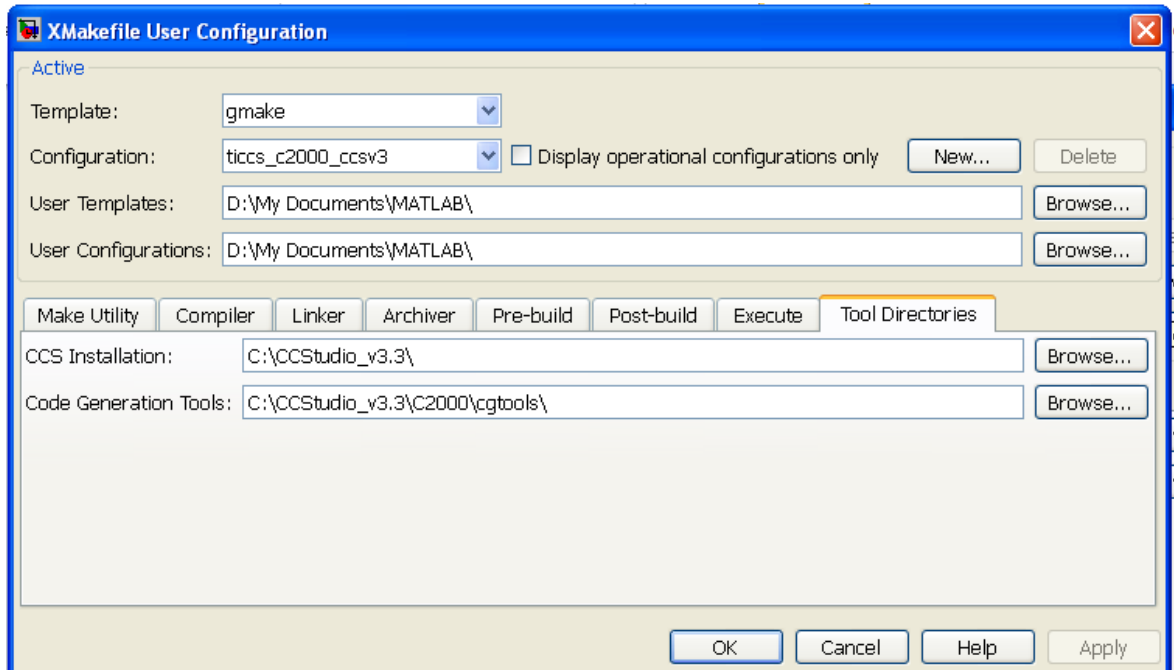 XMakefile User Configuration
Active
Template: gmake
Configuration: ticcs_c2000_ccsv3 Display operational configurations only New... Delete
User Templates: D:\My Documents\MATLAB\ Browse...
User Configurations: D:\My Documents\MATLAB\ Browse...
Make Utility Compiler Linker Archiver Pre-build Post-build Execute Tool Directories
CCS Installation: C:\CCStudio_v3.3\ Browse...
Code Generation Tools: C:\CCStudio_v3.3\C2000\cgtools\ Browse...
OK Cancel Help Apply